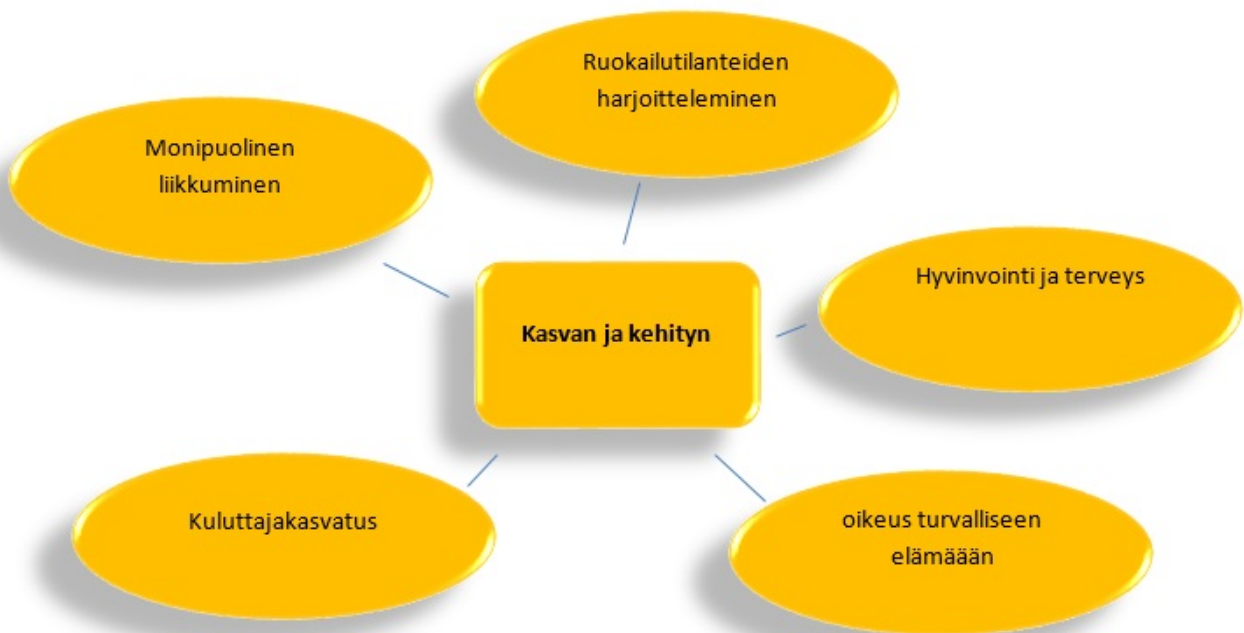 Ruokailutilanteiden
harjoitteleminen
Monipuolinen
liikkuminen
Hyvinvointi ja terveys
Kasvan ja kehityn
Kuluttajakasvatus
oikeus turvalliseen
elämäään